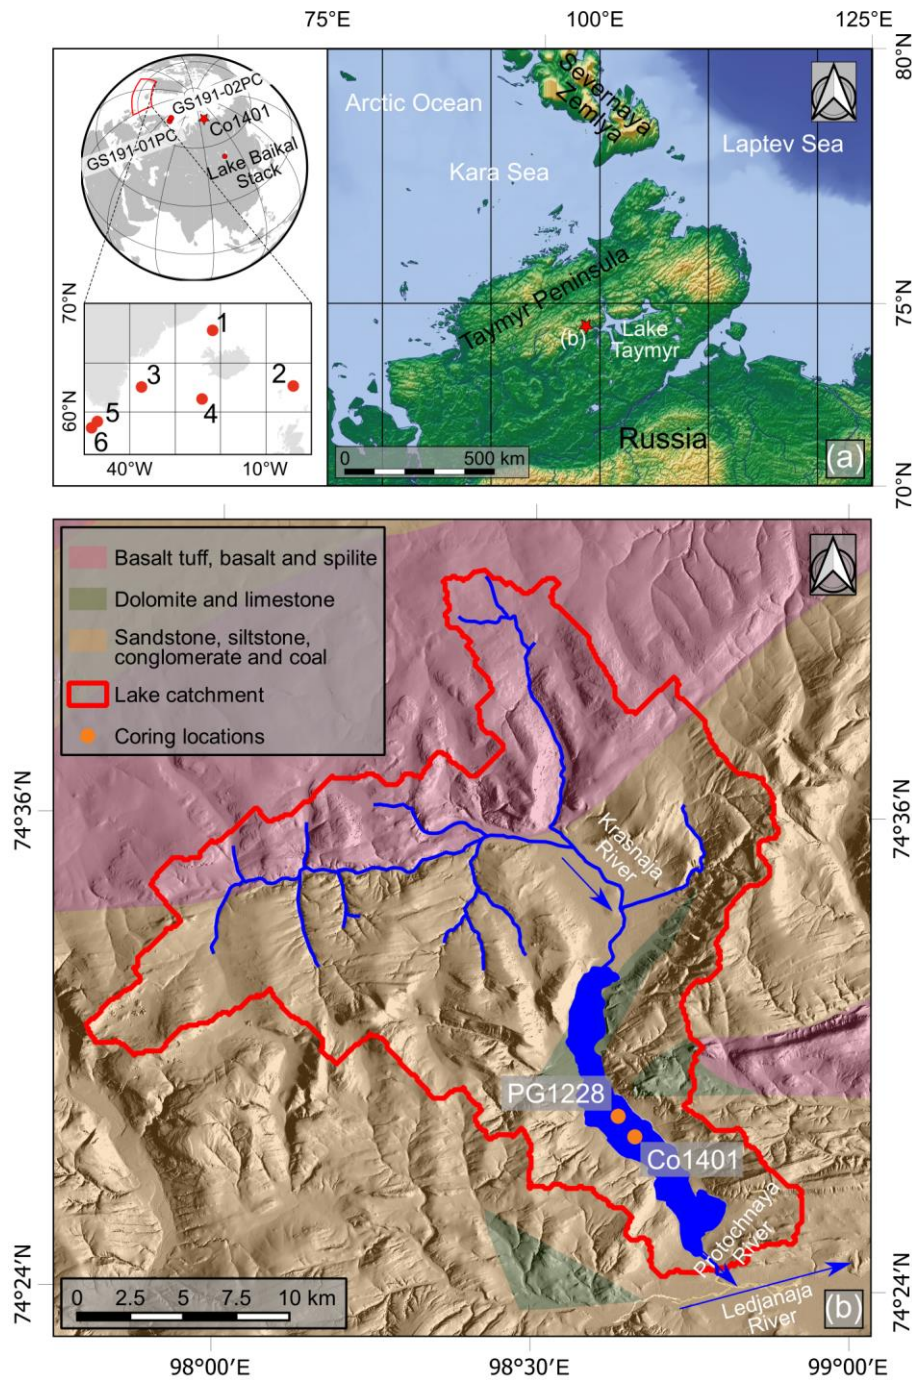 75°E
100°E
125°E
80°N
GS191-02PC
Co1401
GS191-01PC
Lake Baikal
Stack
Severnaya
Zemlya
Arctic Ocean
Laptev Sea
Kara Sea
Taymyr Peninsula
75°N
(b)
Lake
Taymyr
70°N
1
2
3
4
5
6
60°N
40°W
10°W
Russia
0
500 km
(a)
70°N
Basalt tuff, basalt and spilite
Dolomite and limestone
Sandstone, siltstone,
conglomerate and coal
Lake catchment
Coring locations
74°36′N
74°36′N
Krasnaja
River
PG1228
Co1401
Protochnaya
River
Ledjanaja
River
74°24′N
74°24′N
0
2.5
5
7.5
10 km
(b)
98°00′E
98°30′E
99°00′E